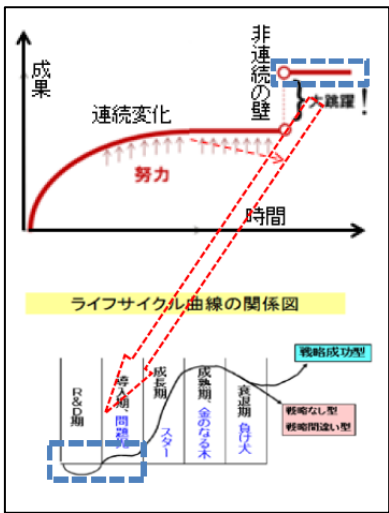 成果
非連続の壁
大跳躍!
連続変化
努力
時間
ライフサイクル曲線の関係図
R&D期
導入期、問題児
成長期、スター
成熟期、金のなる木
衰退期 負け犬
戦略成功型
戦略なし型
戦略間違い型